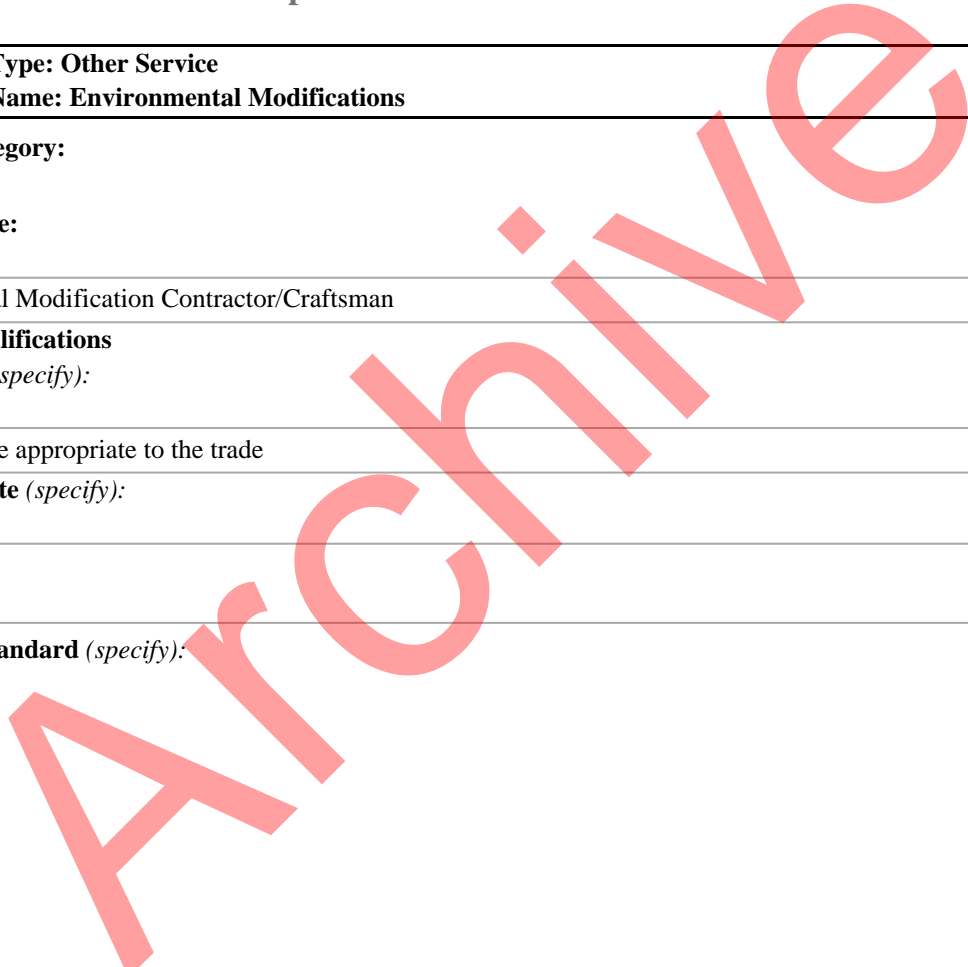 Type: Other Service
Name: Environmental Modifications
egory:
e:
l Modification Contractor/Craftsman
lifications
specify):
e appropriate to the trade
te (specify):
andard (specify):
Archive